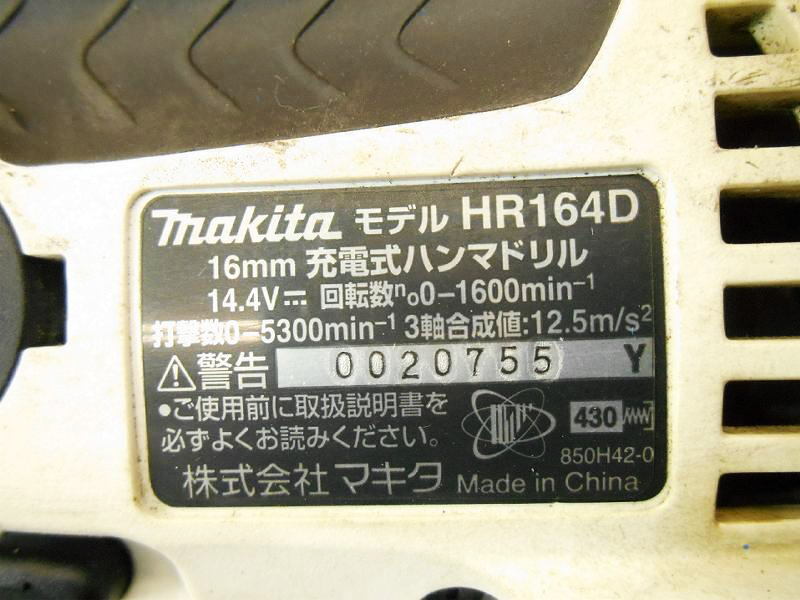 makita モデル HR164D
16mm 充電式ハンマドリル
14.4V⎓ 回転数n₀0-1600min⁻¹
打撃数0-5300min⁻¹ 3軸合成値:12.5m/s²
⚠警告 0020755 Y
●ご使用前に取扱説明書を
必ずよくお読みください。
430
850H42-0
株式会社 マキタ Made in China